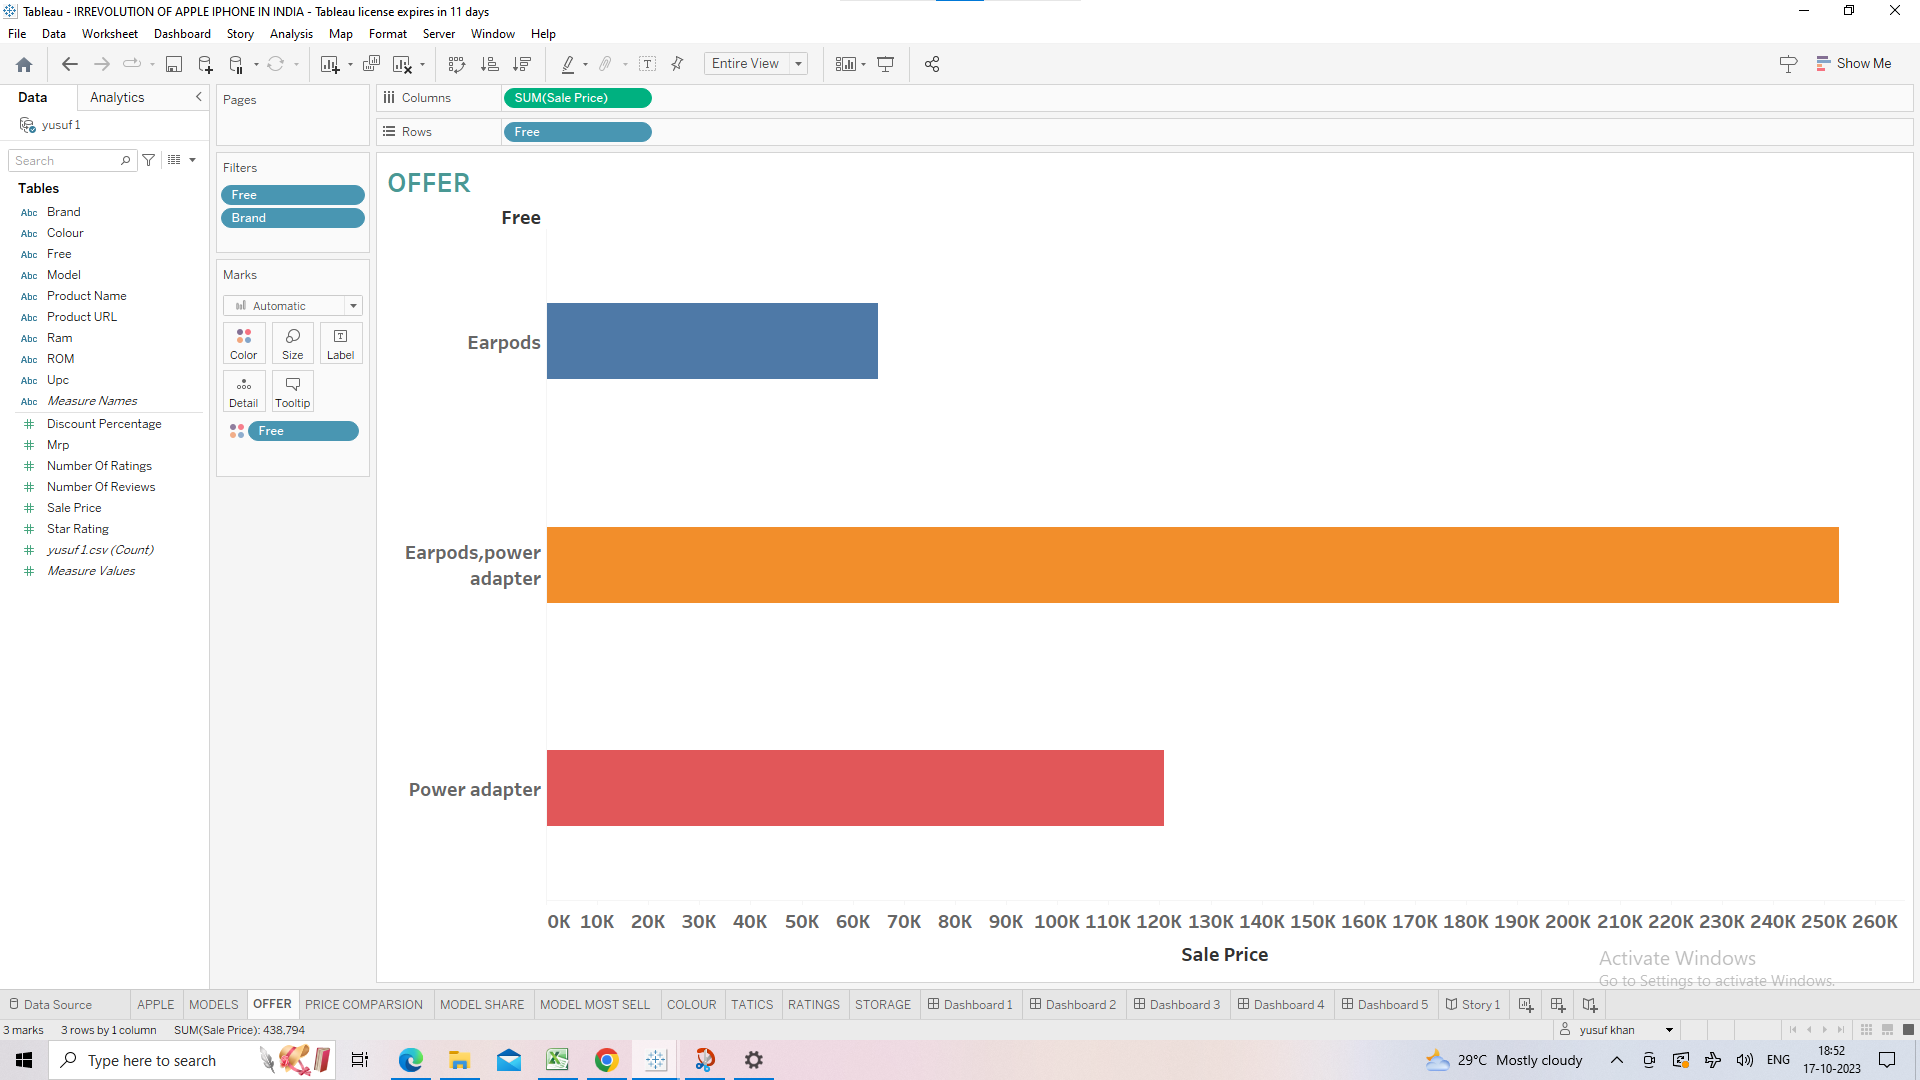 Tableau - IRREVOLUTION OF APPLE IPHONE IN INDIA - Tableau license expires in 11 days
File Data Worksheet Dashboard Story Analysis Map Format Server Window Help
Entire View
Show Me
Data Analytics
yusuf 1
Search
Tables
Abc Brand
Abc Colour
Abc Free
Abc Model
Abc Product Name
Abc Product URL
Abc Ram
Abc ROM
Abc Upc
Abc Measure Names
# Discount Percentage
# Mrp
# Number Of Ratings
# Number Of Reviews
# Sale Price
# Star Rating
# yusuf 1.csv (Count)
# Measure Values
Pages
Filters
Free
Brand
Marks
Automatic
Color Size Label
Detail Tooltip
Free
Columns SUM(Sale Price)
Rows Free
OFFER
Free
Earpods
Earpods,power
adapter
Power adapter
0K 10K 20K 30K 40K 50K 60K 70K 80K 90K 100K 110K 120K 130K 140K 150K 160K 170K 180K 190K 200K 210K 220K 230K 240K 250K 260K
Sale Price
Activate Windows
Go to Settings to activate Windows.
Data Source APPLE MODELS OFFER PRICE COMPARSION MODEL SHARE MODEL MOST SELL COLOUR TATICS RATINGS STORAGE Dashboard 1 Dashboard 2 Dashboard 3 Dashboard 4 Dashboard 5 Story 1
3 marks 3 rows by 1 column SUM(Sale Price): 438,794
yusuf khan
Type here to search
29°C Mostly cloudy
ENG
18:52
17-10-2023